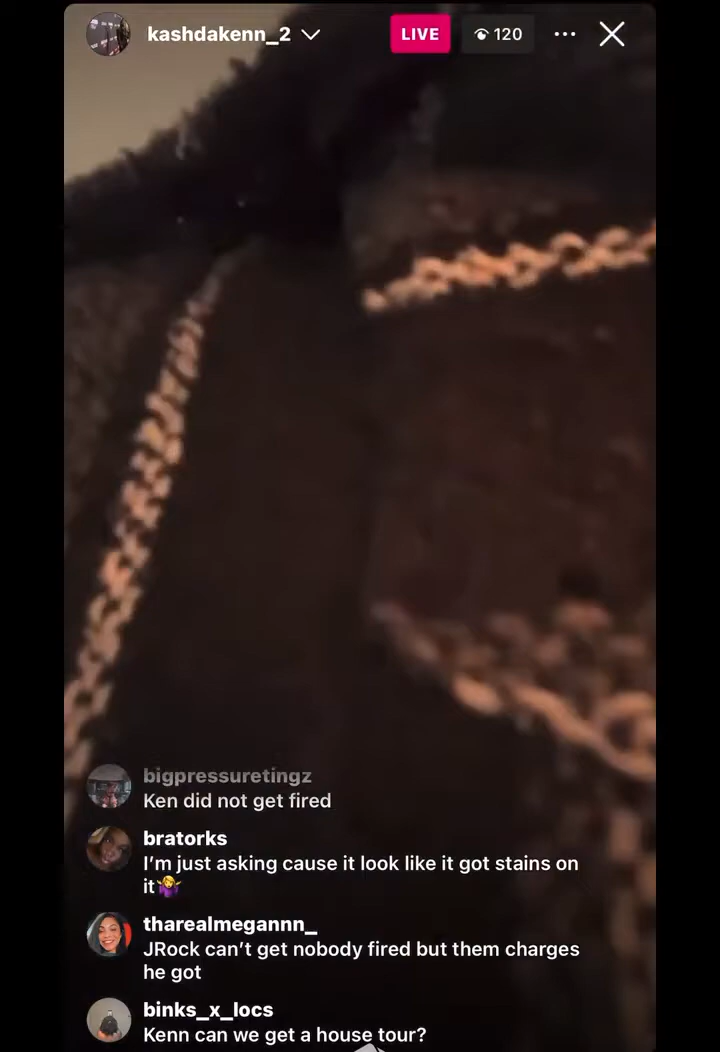 kashdakenn_2
LIVE
120
bigpressuretingz
Ken did not get fired
bratorks
I’m just asking cause it look like it got stains on
it🤷‍♀️
tharealmegannn_
JRock can’t get nobody fired but them charges
he got
binks_x_locs
Kenn can we get a house tour?